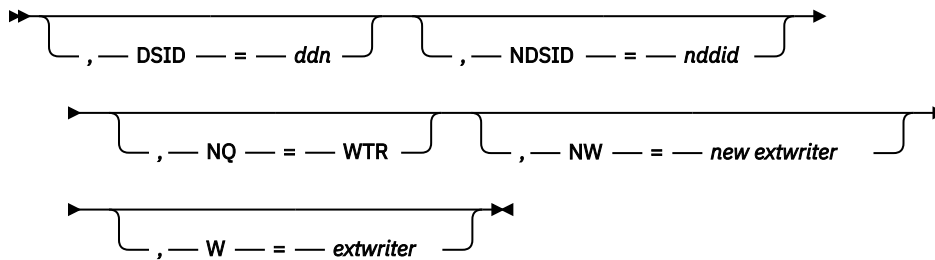 , DSID = ddn , NDSID = nddid
, NQ = WTR , NW = new extwriter
, W = extwriter